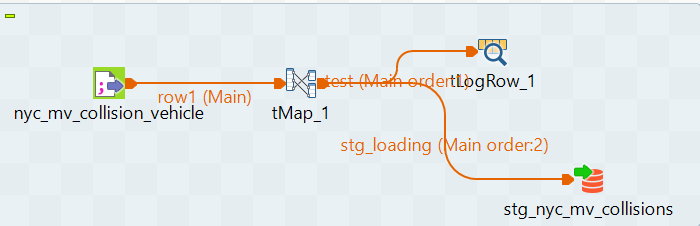 test (Main order:1)
tLogRow_1
row1 (Main)
nyc_mv_collision_vehicle
tMap_1
stg_loading (Main order:2)
stg_nyc_mv_collisions